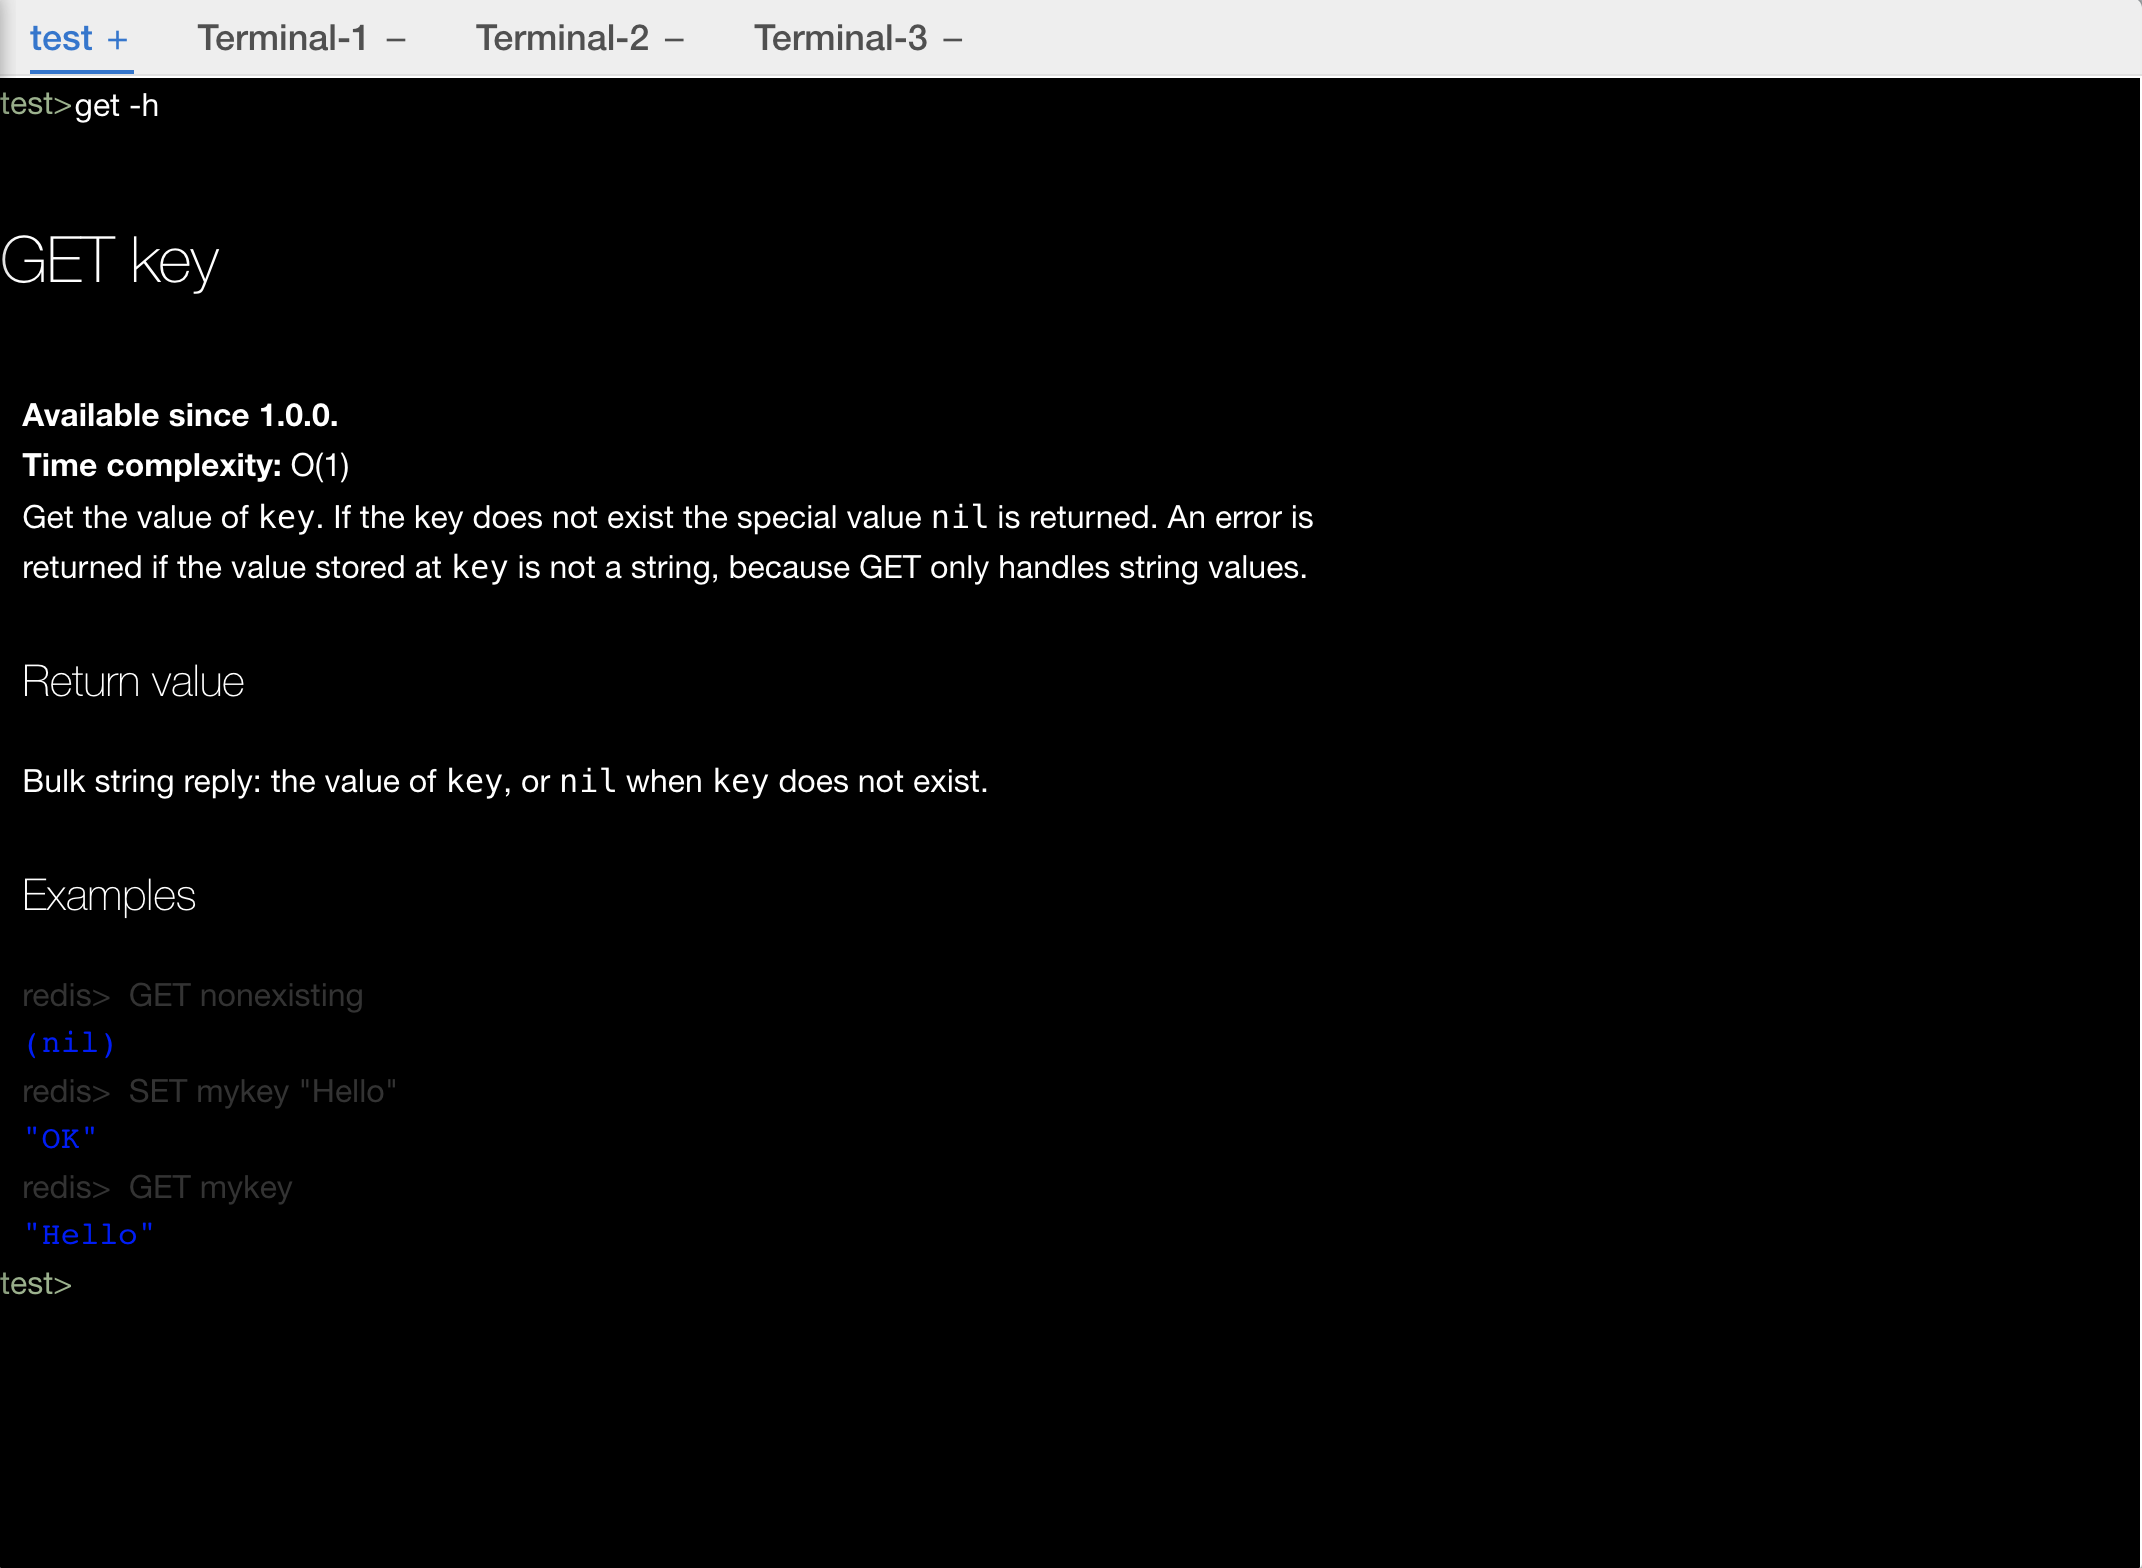 test + Terminal-1 – Terminal-2 – Terminal-3 –
test>get -h
GET key
Available since 1.0.0.
Time complexity: O(1)
Get the value of key. If the key does not exist the special value nil is returned. An error is
returned if the value stored at key is not a string, because GET only handles string values.
Return value
Bulk string reply: the value of key, or nil when key does not exist.
Examples
redis>  GET nonexisting
(nil)
redis>  SET mykey "Hello"
"OK"
redis>  GET mykey
"Hello"
test>